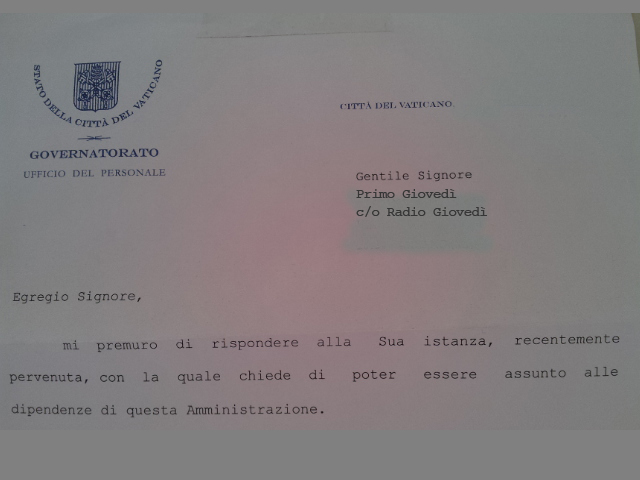 STATO DELLA CITTÀ DEL VATICANO
GOVERNATORATO
UFFICIO DEL PERSONALE
CITTÀ DEL VATICANO
Gentile Signore
Primo Giovedì
c/o Radio Giovedì
Egregio Signore,
mi premuro di rispondere alla Sua istanza, recentemente
pervenuta, con la quale chiede di poter essere assunto alle
dipendenze di questa Amministrazione.